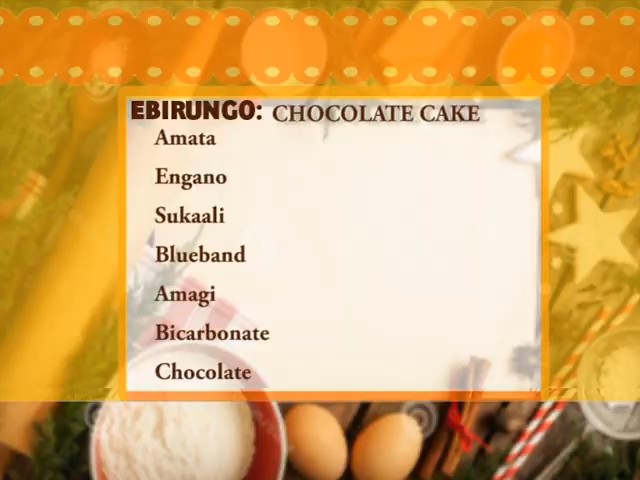 EBIRUNGO: CHOCOLATE CAKE
Amata
Engano
Sukaali
Blueband
Amagi
Bicarbonate
Chocolate